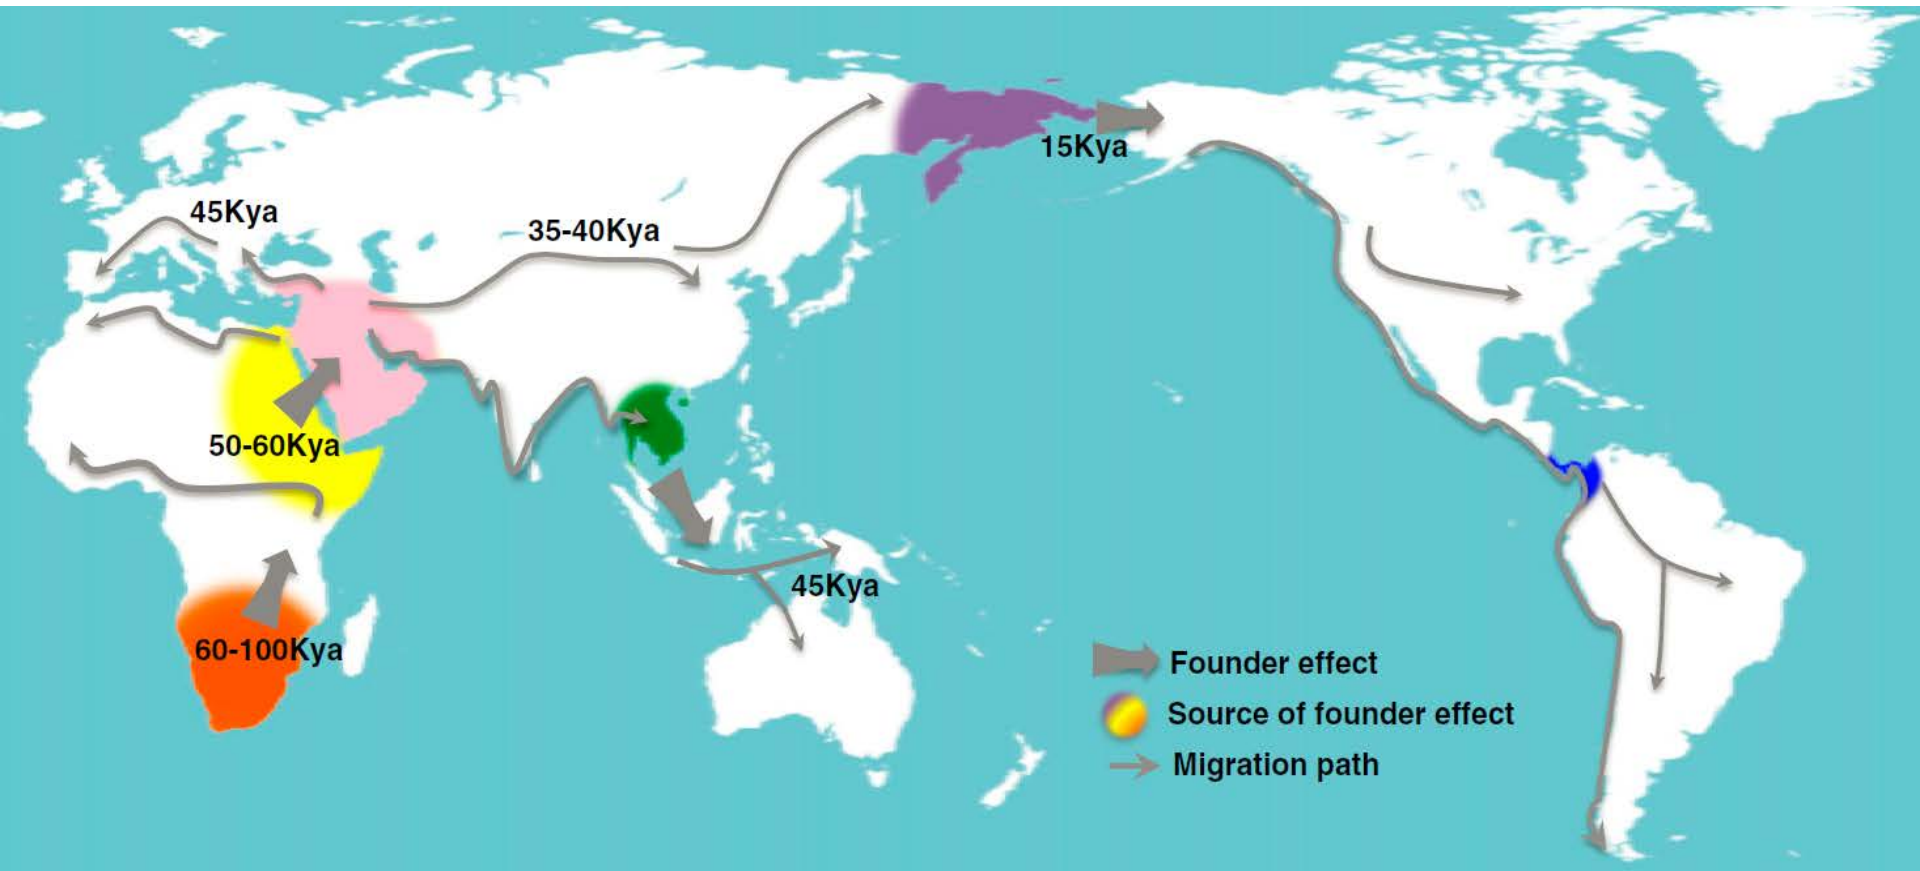 15Kya
45Kya
35-40Kya
50-60Kya
45Kya
60-100Kya
Founder effect
Source of founder effect
Migration path